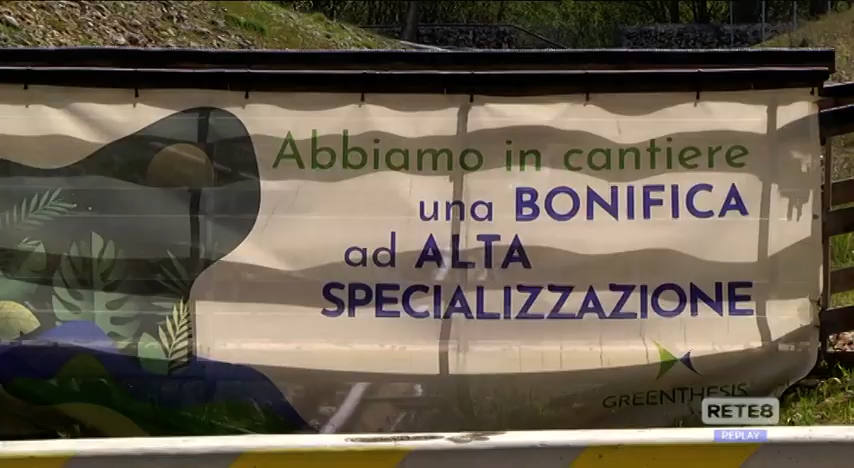 Abbiamo in cantiere
una BONIFICA
ad ALTA
SPECIALIZZAZIONE
GREENTHESIS
RETE8
REPLAY